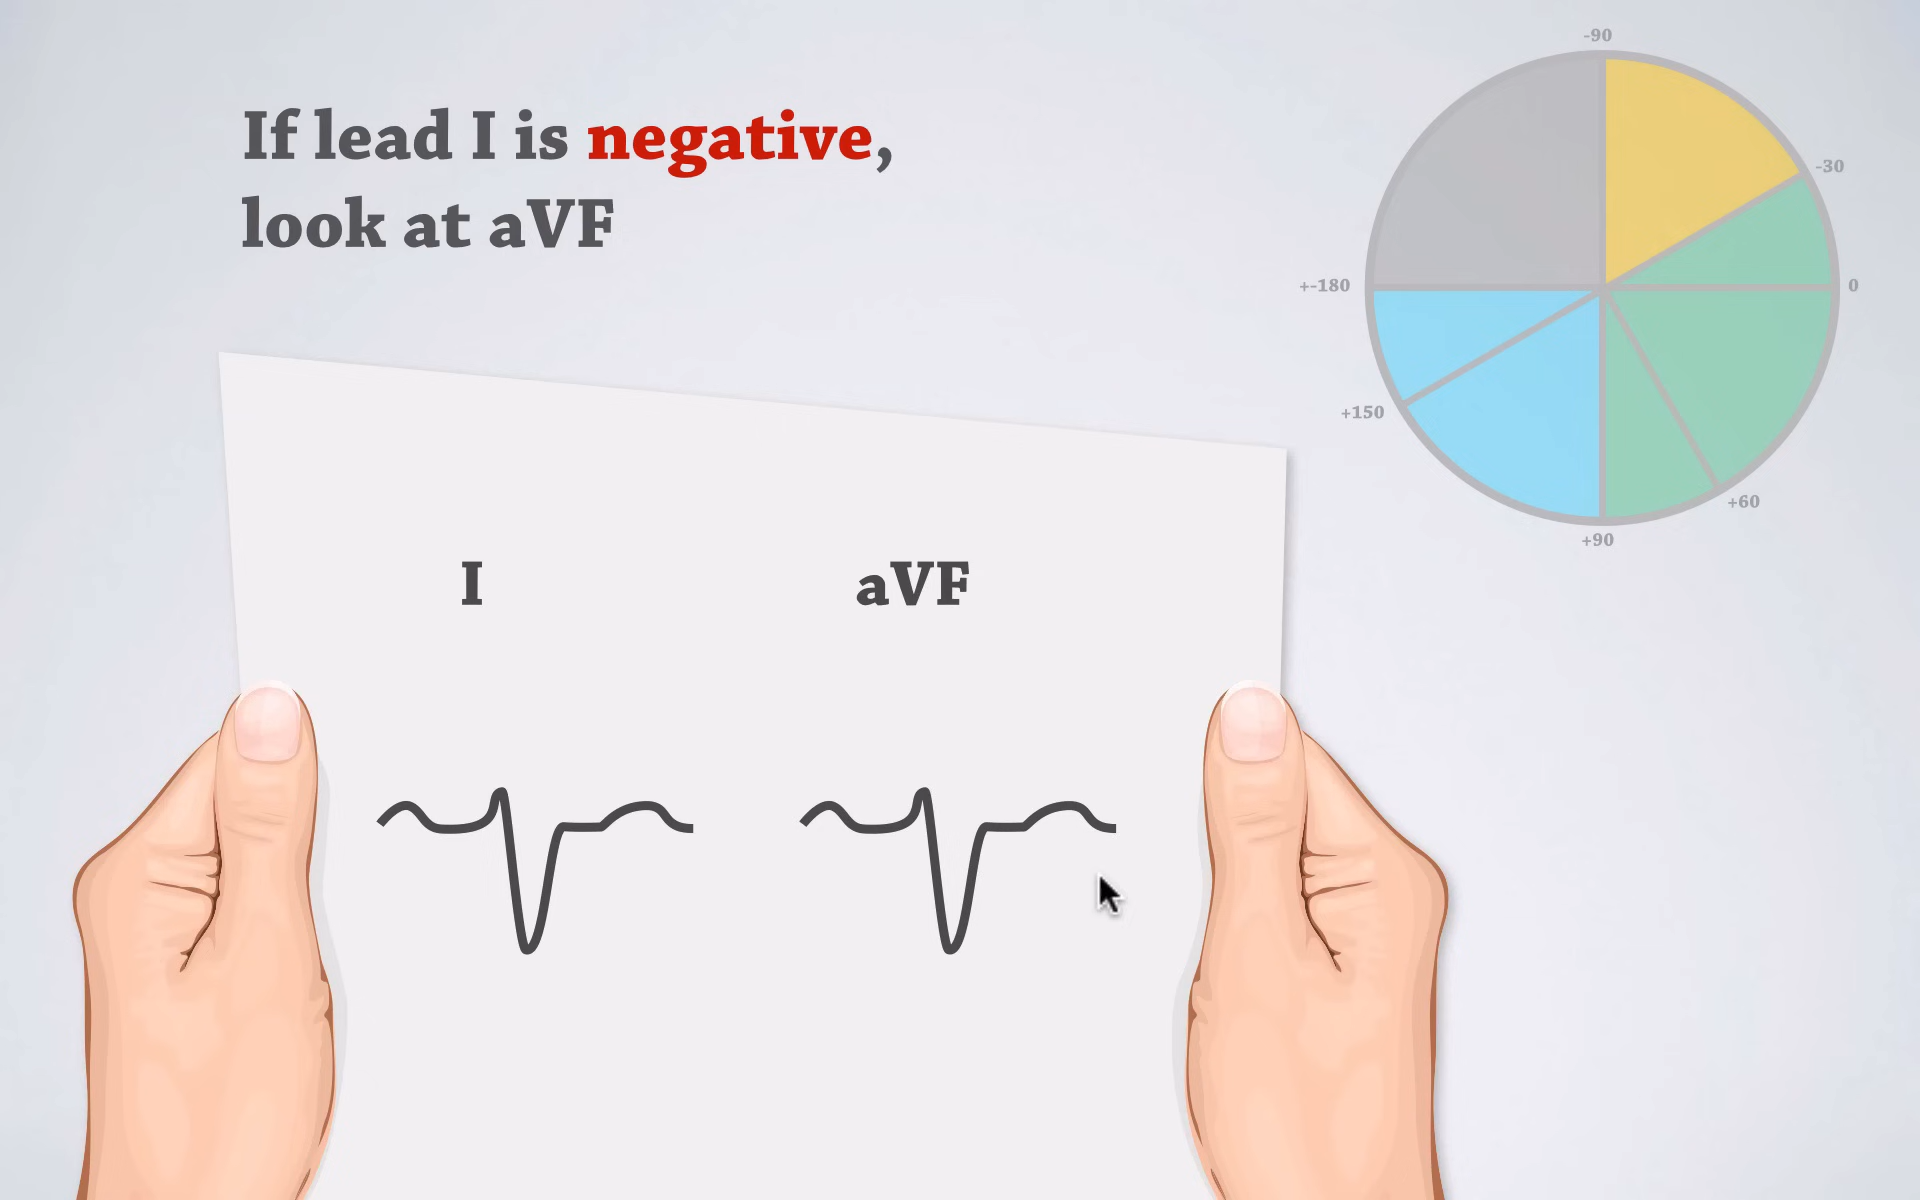 If lead I is negative,
look at aVF
-90
-30
+-180
0
+150
+60
+90
I
aVF